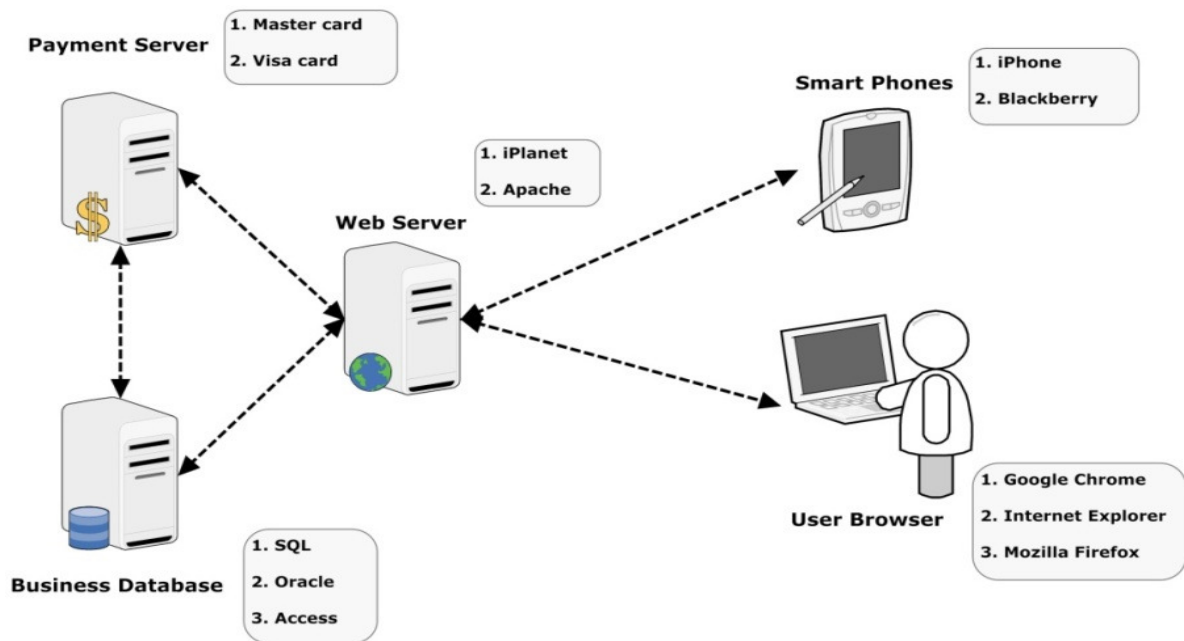 Payment Server
1. Master card
2. Visa card
Smart Phones
1. iPhone
2. Blackberry
1. iPlanet
2. Apache
Web Server
User Browser
1. Google Chrome
2. Internet Explorer
3. Mozilla Firefox
Business Database
1. SQL
2. Oracle
3. Access
$